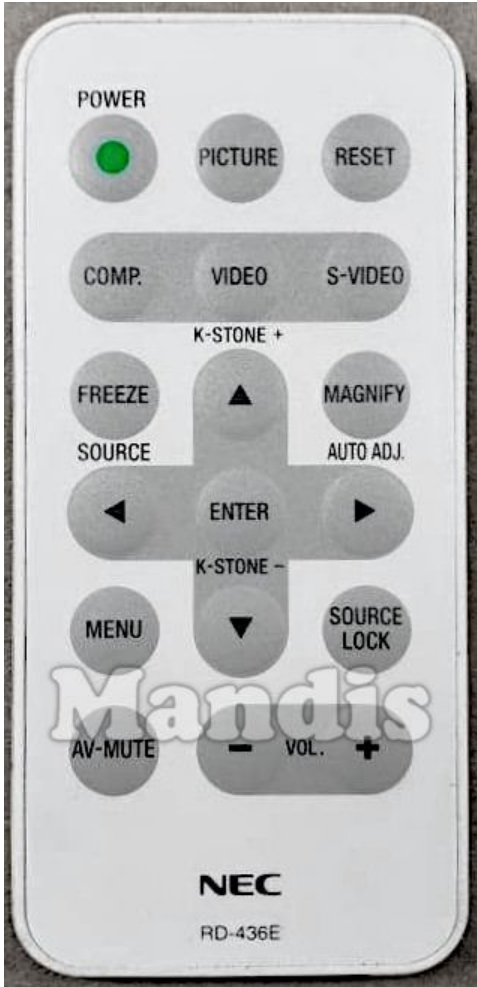 POWER
PICTURE RESET
COMP. VIDEO S-VIDEO
K-STONE +
FREEZE MAGNIFY
SOURCE AUTO ADJ.
ENTER
K-STONE -
MENU SOURCE LOCK
Mandis
AV-MUTE - VOL. +
NEC
RD-436E